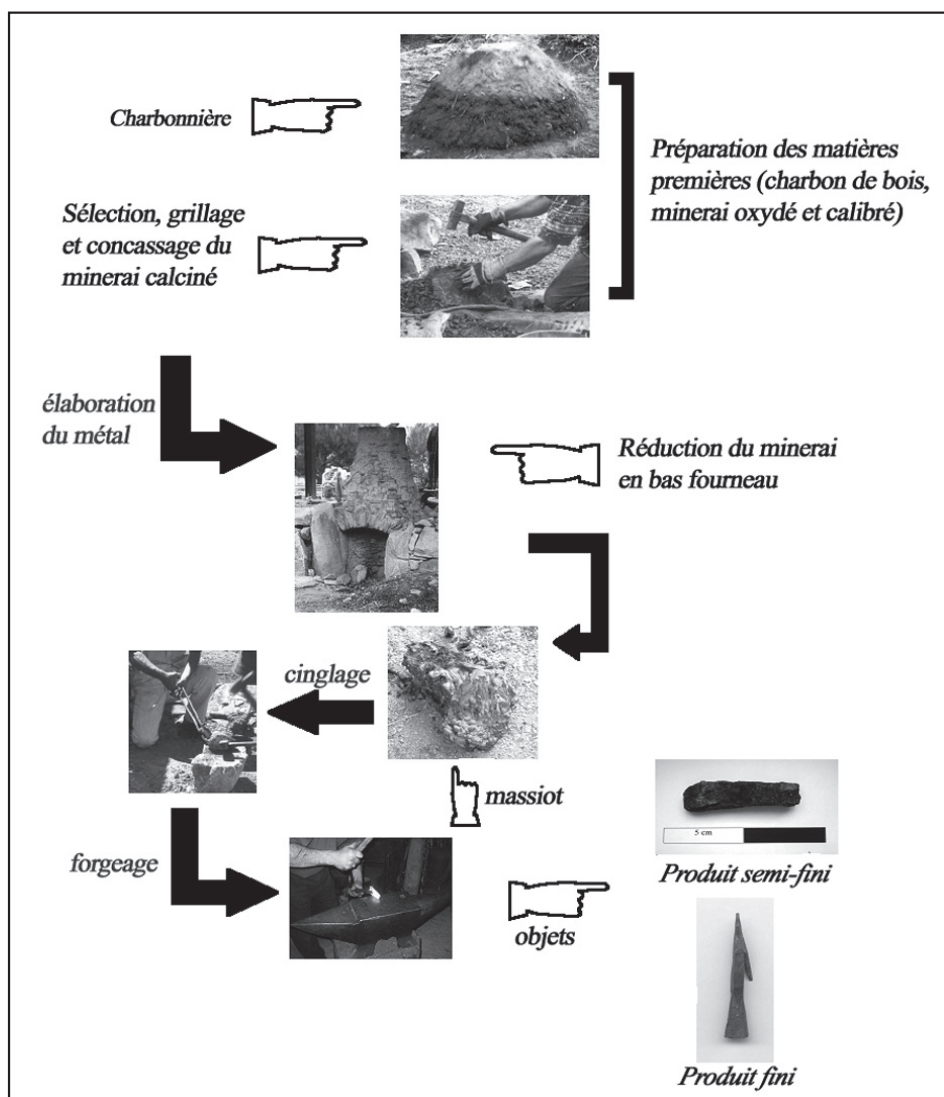 Charbonnière
Préparation des matières
premières (charbon de bois,
minerai oxydé et calibré)
Sélection, grillage
et concassage du
minerai calciné
élaboration
du métal
Réduction du minerai
en bas fourneau
cinglage
massiot
forgeage
5 cm
Produit semi-fini
objets
Produit fini